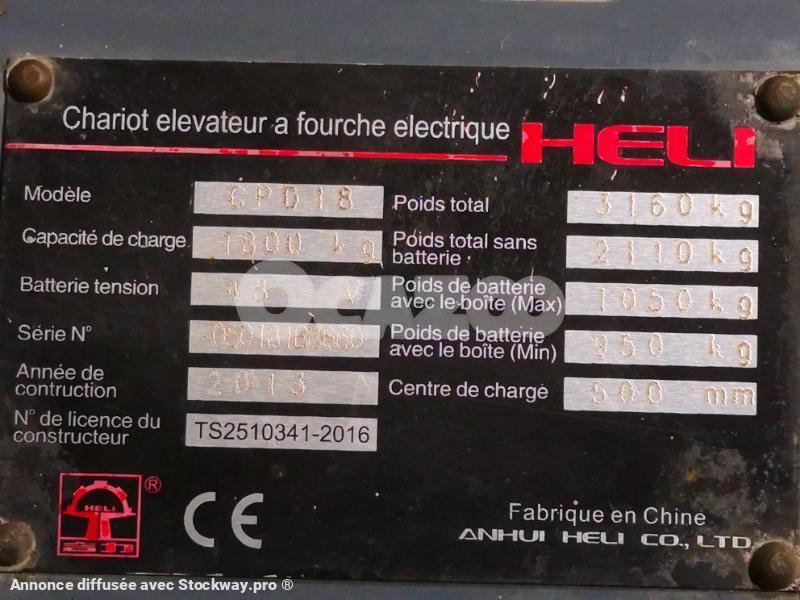 Chariot elevateur a fourche electrique HELI
Modèle CPD18
Capacité de charge 1800 kg
Batterie tension 48 V
Série N°
Année de contruction 2013
N° de licence du constructeur TS2510341-2016
Poids total 3160 kg
Poids total sans batterie 2110 kg
Poids de batterie avec le boîte (Max) 1050 kg
Poids de batterie avec le boîte (Min) 950 kg
Centre de charge 500 mm
HELI ®
合力
CE
Fabrique en Chine
ANHUI HELI CO., LTD
OCAZOO
Annonce diffusée avec Stockway.pro ®